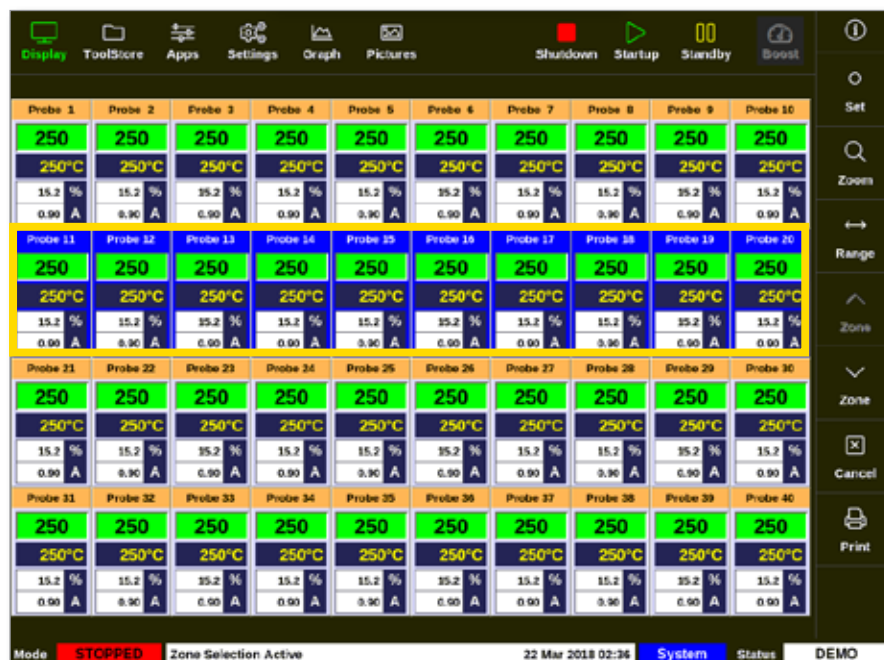 Display ToolStore Apps Settings Graph Pictures Shutdown Startup Standby Boost
Set
Zoom
Range
Zone
Zone
Cancel
Print
Probe 1 Probe 2 Probe 3 Probe 4 Probe 5 Probe 6 Probe 7 Probe 8 Probe 9 Probe 10
250 250 250 250 250 250 250 250 250 250
250°C 250°C 250°C 250°C 250°C 250°C 250°C 250°C 250°C 250°C
15.2 % 15.2 % 15.2 % 15.2 % 15.2 % 15.2 % 15.2 % 15.2 % 15.2 % 15.2 %
0.90 A 0.90 A 0.90 A 0.90 A 0.90 A 0.90 A 0.90 A 0.90 A 0.90 A 0.90 A
Probe 11 Probe 12 Probe 13 Probe 14 Probe 15 Probe 16 Probe 17 Probe 18 Probe 19 Probe 20
250 250 250 250 250 250 250 250 250 250
250°C 250°C 250°C 250°C 250°C 250°C 250°C 250°C 250°C 250°C
15.2 % 15.2 % 15.2 % 15.2 % 15.2 % 15.2 % 15.2 % 15.2 % 15.2 % 15.2 %
0.90 A 0.90 A 0.90 A 0.90 A 0.90 A 0.90 A 0.90 A 0.90 A 0.90 A 0.90 A
Probe 21 Probe 22 Probe 23 Probe 24 Probe 25 Probe 26 Probe 27 Probe 28 Probe 29 Probe 30
250 250 250 250 250 250 250 250 250 250
250°C 250°C 250°C 250°C 250°C 250°C 250°C 250°C 250°C 250°C
15.2 % 15.2 % 15.2 % 15.2 % 15.2 % 15.2 % 15.2 % 15.2 % 15.2 % 15.2 %
0.90 A 0.90 A 0.90 A 0.90 A 0.90 A 0.90 A 0.90 A 0.90 A 0.90 A 0.90 A
Probe 31 Probe 32 Probe 33 Probe 34 Probe 35 Probe 36 Probe 37 Probe 38 Probe 39 Probe 40
250 250 250 250 250 250 250 250 250 250
250°C 250°C 250°C 250°C 250°C 250°C 250°C 250°C 250°C 250°C
15.2 % 15.2 % 15.2 % 15.2 % 15.2 % 15.2 % 15.2 % 15.2 % 15.2 % 15.2 %
0.90 A 0.90 A 0.90 A 0.90 A 0.90 A 0.90 A 0.90 A 0.90 A 0.90 A 0.90 A
Mode STOPPED Zone Selection Active 22 Mar 2018 02:36 System Status DEMO